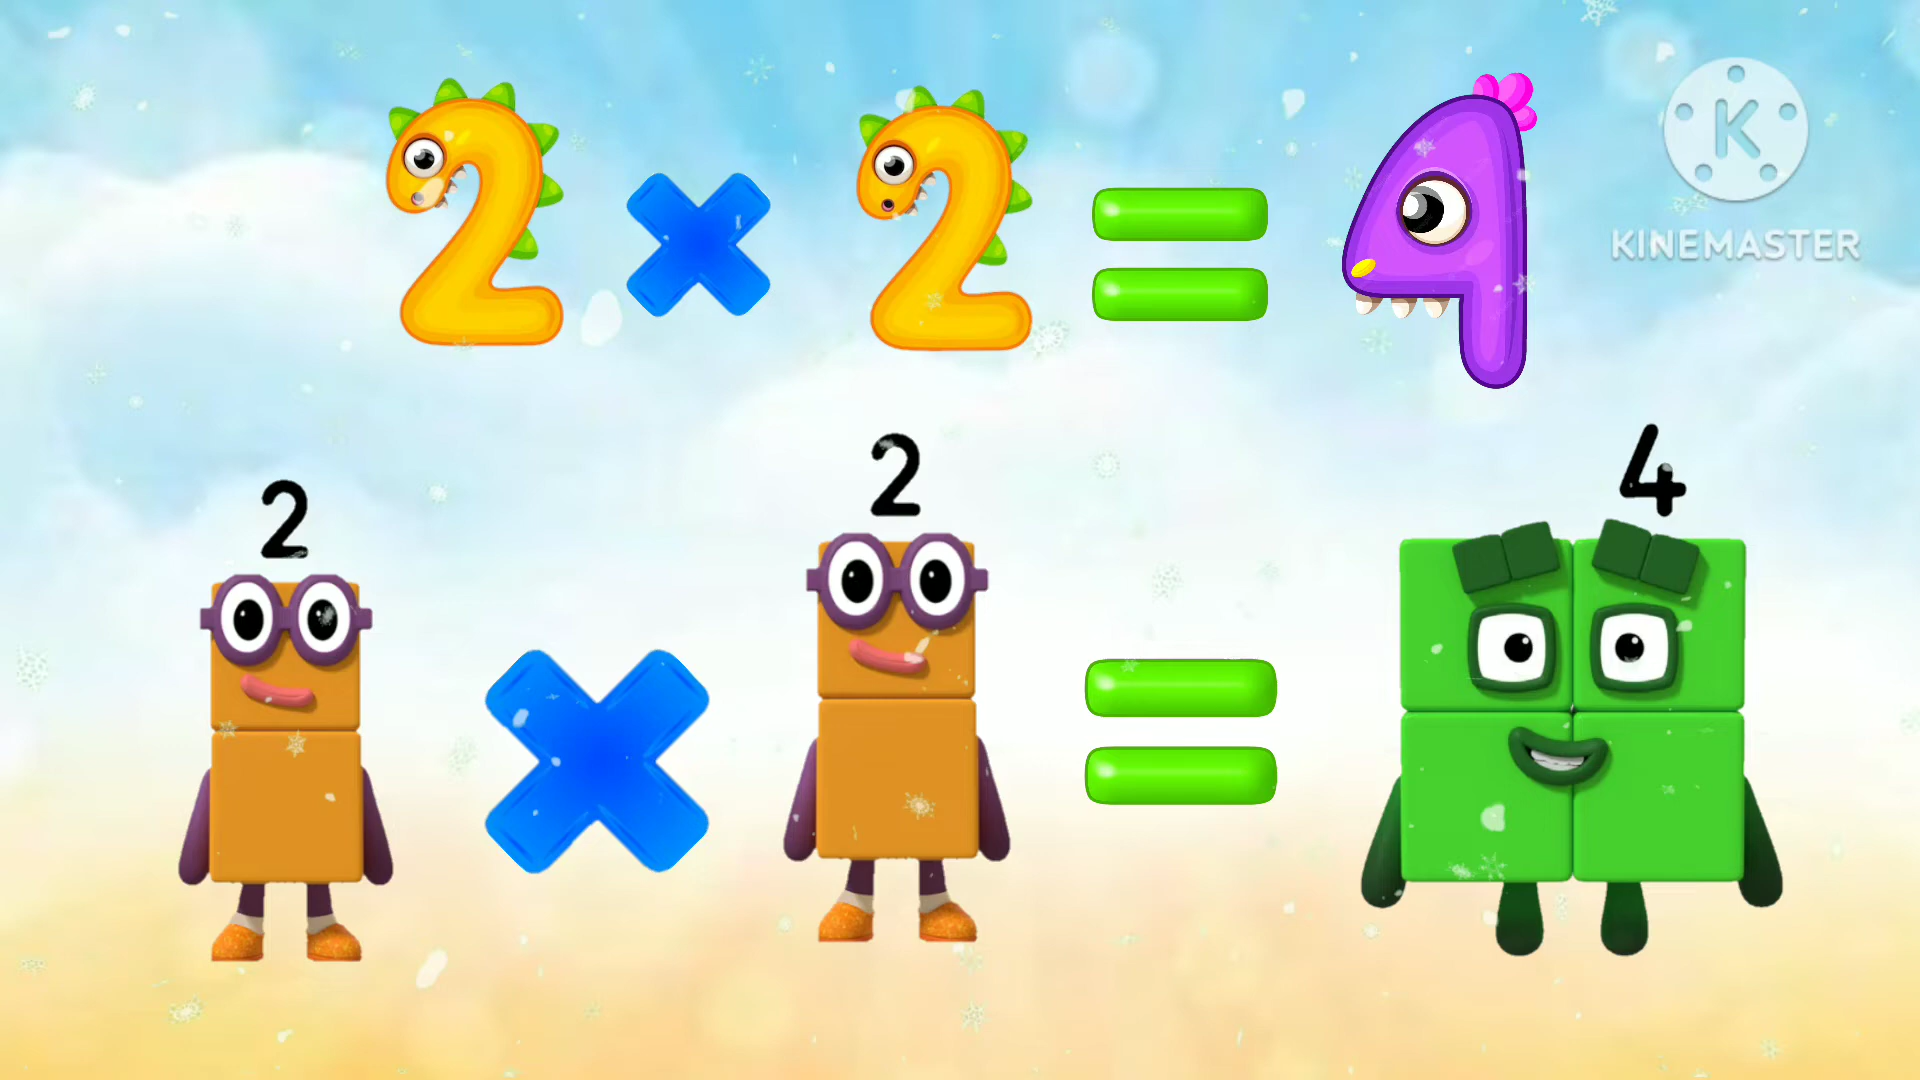 2 × 2 = 4
K
KINEMASTER
2 × 2 = 4